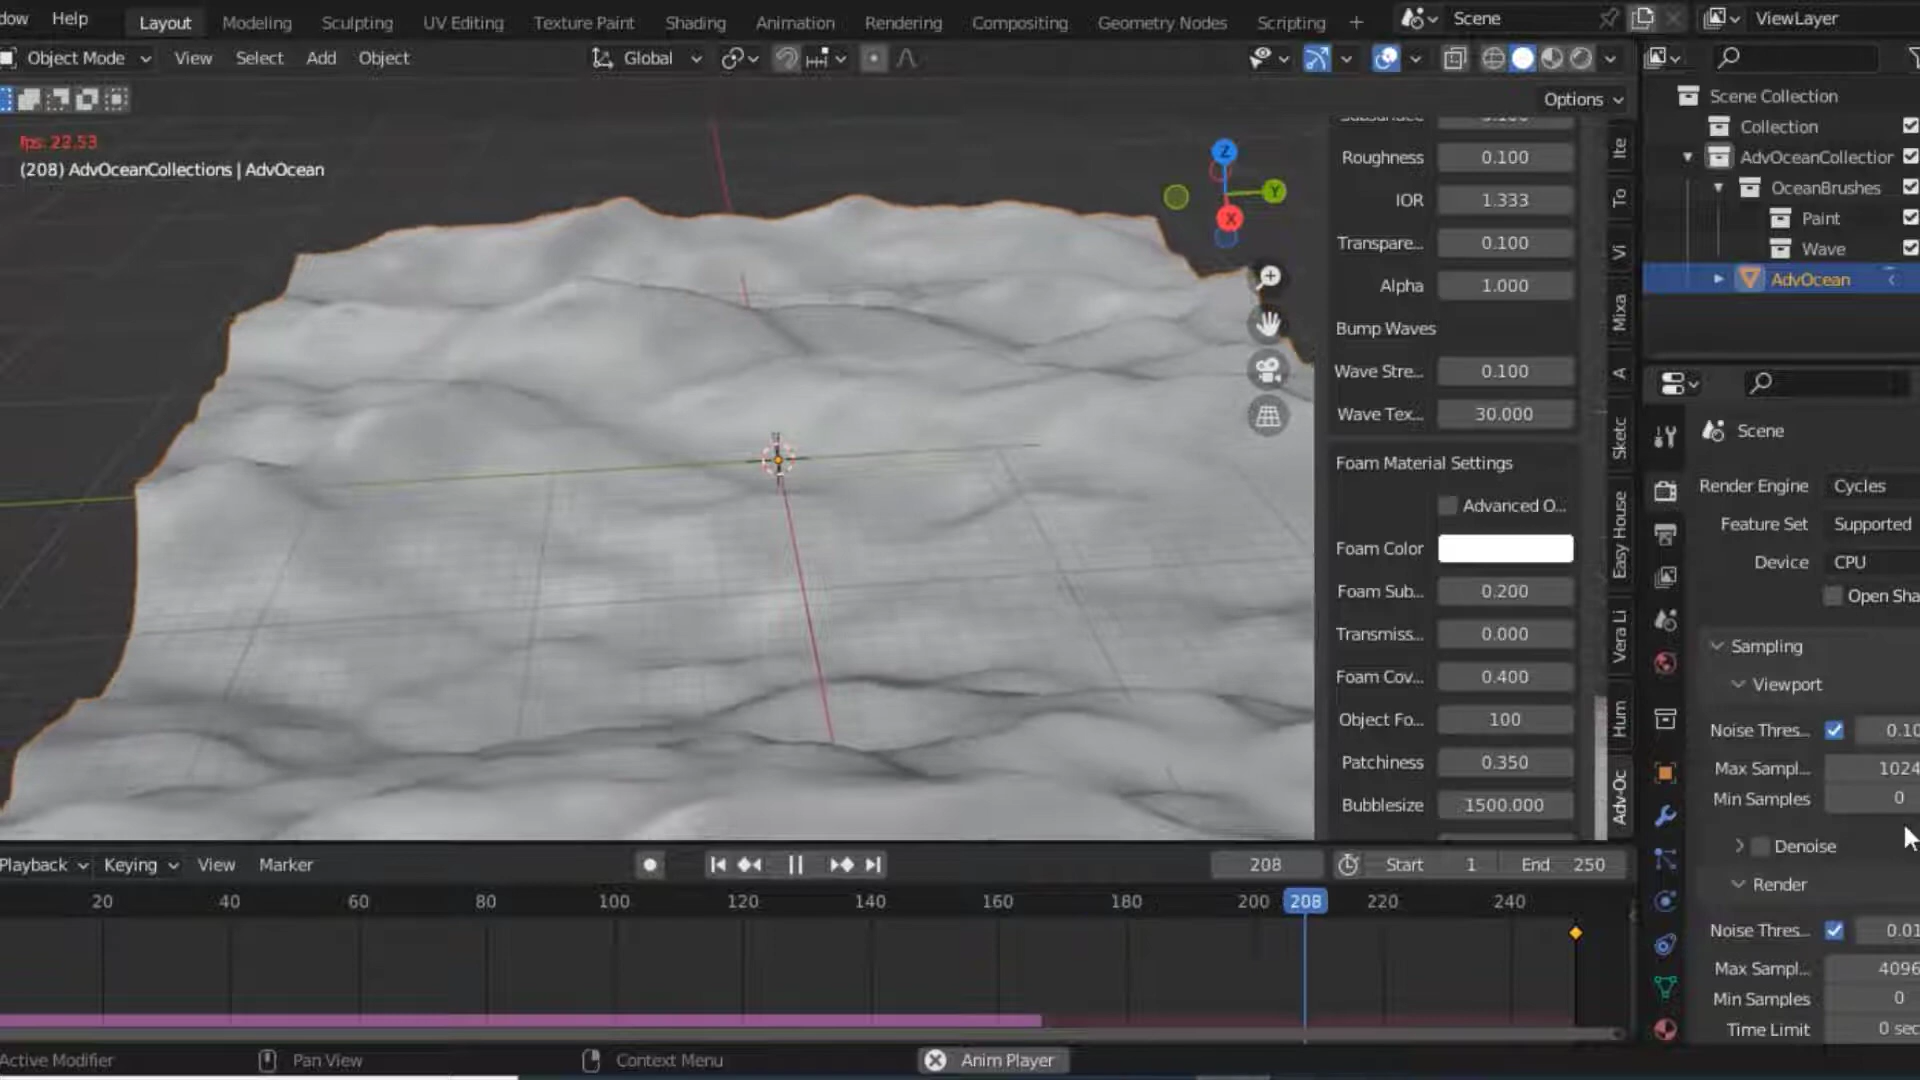 dow Help Layout Modeling Sculpting UV Editing Texture Paint Shading Animation Rendering Compositing Geometry Nodes Scripting + Scene ViewLayer
Object Mode View Select Add Object Global
Options
fps: 22.53
(208) AdvOceanCollections | AdvOcean
Z
Y
X
Roughness 0.100
IOR 1.333
Transpare... 0.100
Alpha 1.000
Bump Waves
Wave Stre... 0.100
Wave Tex... 30.000
Foam Material Settings
Advanced O...
Foam Color
Foam Sub... 0.200
Transmiss... 0.000
Foam Cov... 0.400
Object Fo... 100
Patchiness 0.350
Bubblesize 1500.000
Ite
To
Vi
Mixa
A
Sketc
Easy House
Vera Li
Hum
Adv-Oc
Scene Collection
Collection
AdvOceanCollection
OceanBrushes
Paint
Wave
AdvOcean
Scene
Render Engine Cycles
Feature Set Supported
Device CPU
Open Sha
Sampling
Viewport
Noise Thres... 0.10
Max Sampl... 1024
Min Samples 0
Denoise
Render
Noise Thres... 0.01
Max Sampl... 4096
Min Samples 0
Time Limit 0 sec
Playback Keying View Marker 208 Start 1 End 250
20 40 60 80 100 120 140 160 180 200 208 220 240
Active Modifier Pan View Context Menu Anim Player